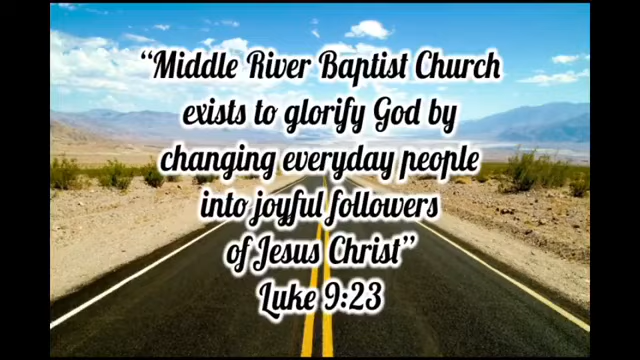 “Middle River Baptist Church
exists to glorify God by
changing everyday people
into joyful followers
of Jesus Christ”
Luke 9:23